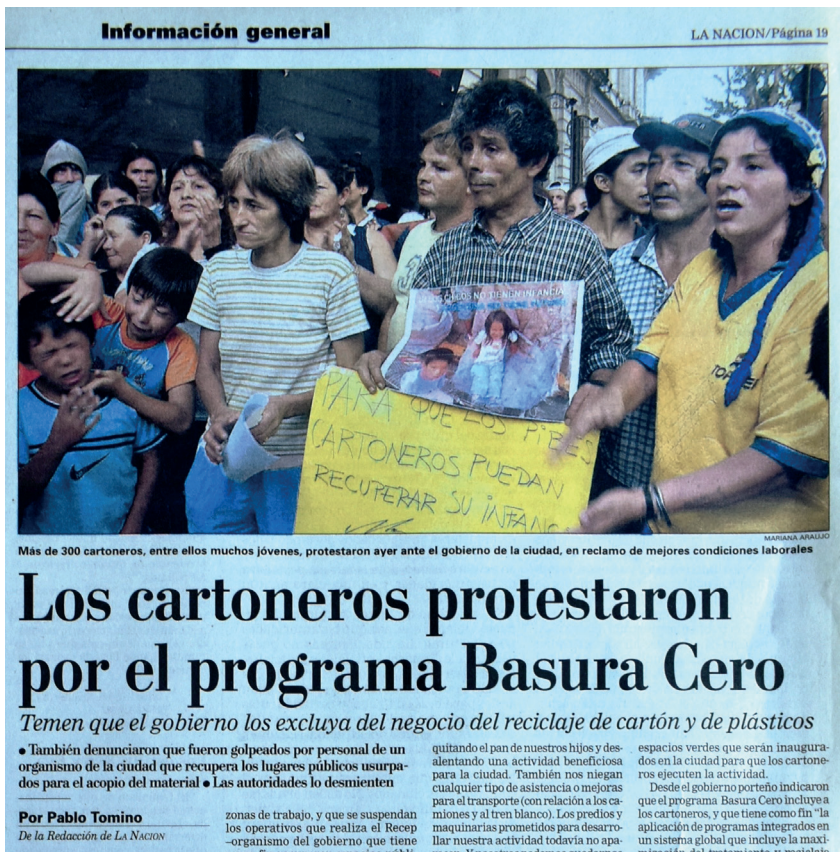 Información general
LA NACION/Página 19
NO TIENEN INFANCIA
PARA QUE LOS PIBES
CARTONEROS PUEDAN
RECUPERAR SU INFANC
MARIANA ARAUJO
Más de 300 cartoneros, entre ellos muchos jóvenes, protestaron ayer ante el gobierno de la ciudad, en reclamo de mejores condiciones laborales
Los cartoneros protestaron
por el programa Basura Cero
Temen que el gobierno los excluya del negocio del reciclaje de cartón y de plásticos
• También denunciaron que fueron golpeados por personal de un
organismo de la ciudad que recupera los lugares públicos usurpa-
dos para el acopio del material • Las autoridades lo desmienten
Por Pablo Tomino
De la Redacción de LA NACION
zonas de trabajo, y que se suspendan
los operativos que realiza el Recep
–organismo del gobierno que tiene
quitando el pan de nuestros hijos y des-
alentando una actividad beneficiosa
para la ciudad. También nos niegan
cualquier tipo de asistencia o mejoras
para el transporte (con relación a los ca-
miones y al tren blanco). Los predios y
maquinarias prometidos para desarro-
llar nuestra actividad todavía no apa-
espacios verdes que serán inaugura-
dos en la ciudad para que los cartone-
ros ejecuten la actividad.
Desde el gobierno porteño indicaron
que el programa Basura Cero incluye a
los cartoneros, y que tiene como fin "la
aplicación de programas integrados en
un sistema global que incluye la maxi-